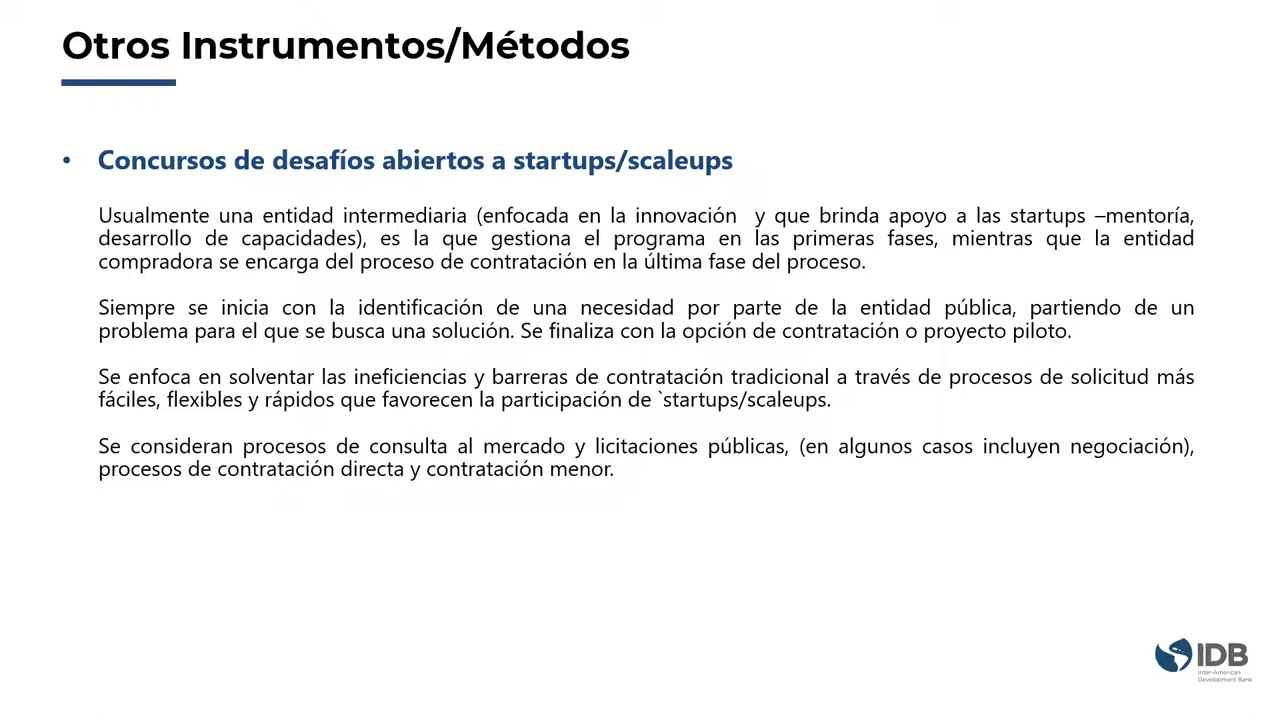 Otros Instrumentos/Métodos
• Concursos de desafíos abiertos a startups/scaleups
Usualmente una entidad intermediaria (enfocada en la innovación y que brinda apoyo a las startups –mentoría,
desarrollo de capacidades), es la que gestiona el programa en las primeras fases, mientras que la entidad
compradora se encarga del proceso de contratación en la última fase del proceso.
Siempre se inicia con la identificación de una necesidad por parte de la entidad pública, partiendo de un
problema para el que se busca una solución. Se finaliza con la opción de contratación o proyecto piloto.
Se enfoca en solventar las ineficiencias y barreras de contratación tradicional a través de procesos de solicitud más
fáciles, flexibles y rápidos que favorecen la participación de `startups/scaleups.
Se consideran procesos de consulta al mercado y licitaciones públicas, (en algunos casos incluyen negociación),
procesos de contratación directa y contratación menor.
IDB
Inter-American
Development Bank